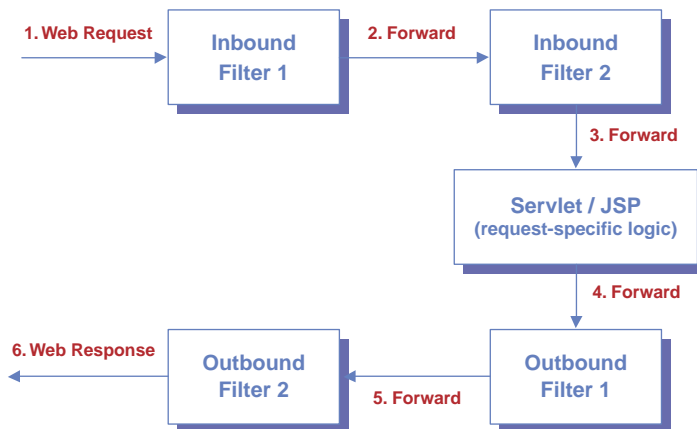 1. Web Request
Inbound
Filter 1
2. Forward
Inbound
Filter 2
3. Forward
Servlet / JSP
(request-specific logic)
4. Forward
Outbound
Filter 1
5. Forward
Outbound
Filter 2
6. Web Response